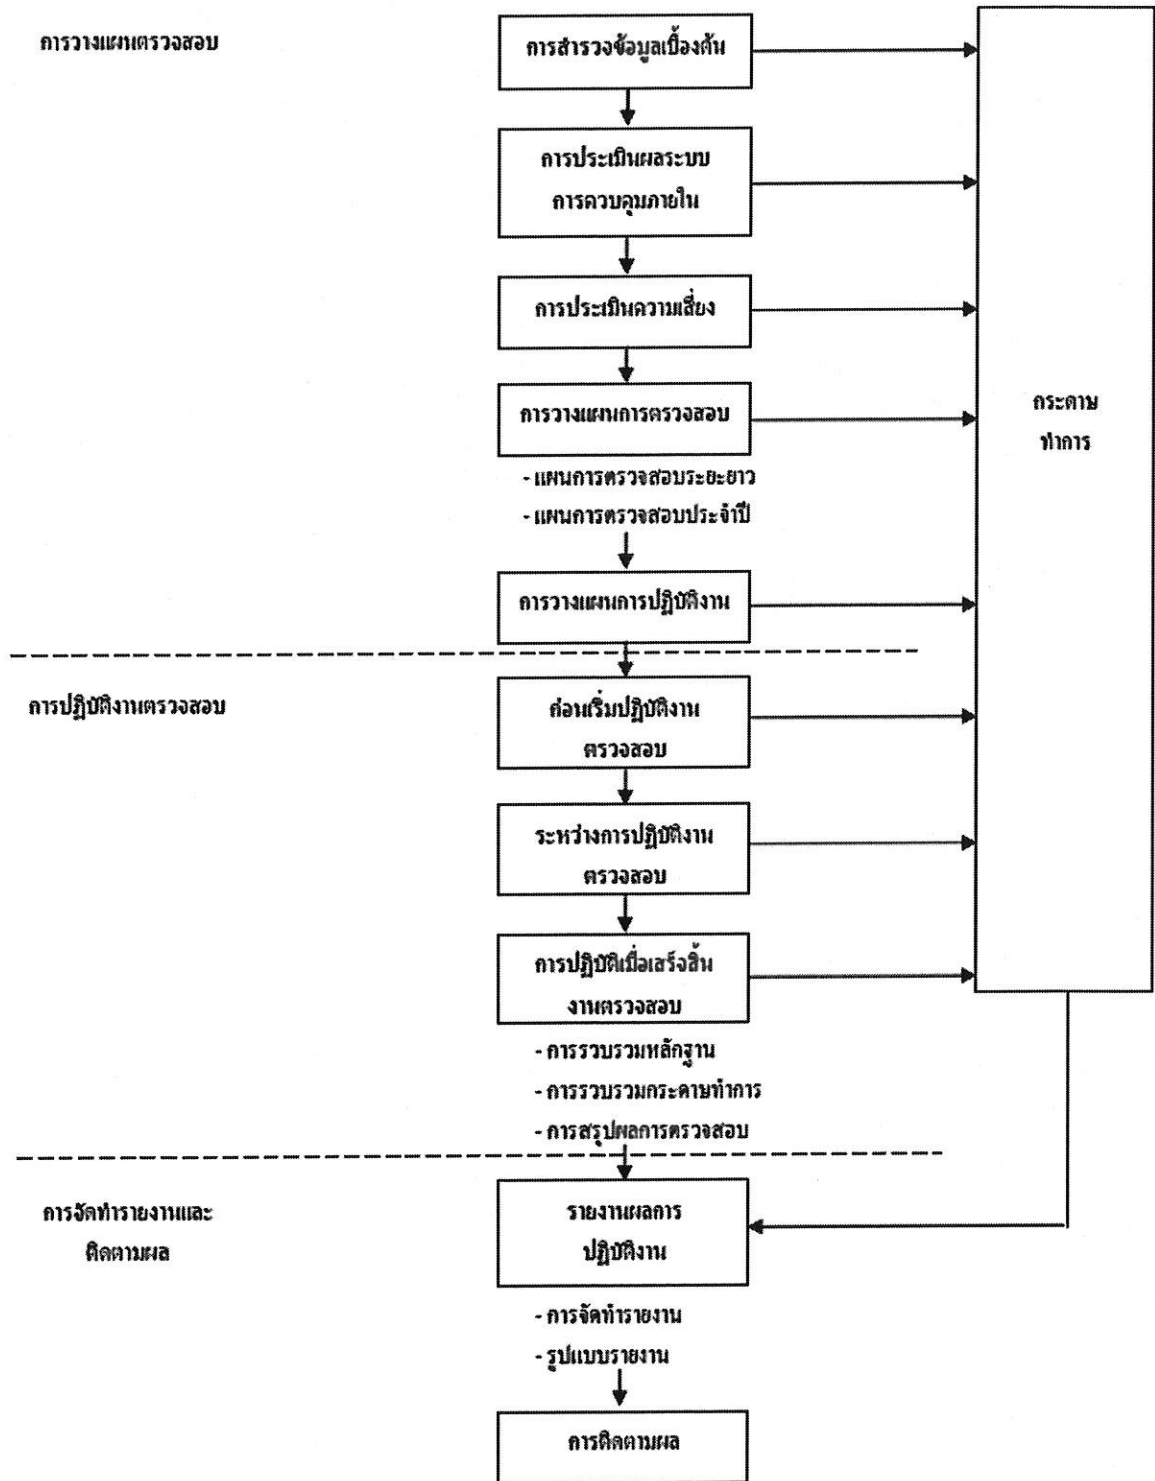 การวางแผนตรวจสอบ
การสำรวจข้อมูลเบื้องต้น
การประเมินผลระบบ
การควบคุมภายใน
การประเมินความเสี่ยง
การวางแผนการตรวจสอบ
- แผนการตรวจสอบระยะยาว
- แผนการตรวจสอบประจำปี
การวางแผนการปฏิบัติงาน
กระดาษ
ทำการ
การปฏิบัติงานตรวจสอบ
ก่อนเริ่มปฏิบัติงาน
ตรวจสอบ
ระหว่างการปฏิบัติงาน
ตรวจสอบ
การปฏิบัติเมื่อเสร็จสิ้น
งานตรวจสอบ
- การรวบรวมหลักฐาน
- การรวบรวมกระดาษทำการ
- การสรุปผลการตรวจสอบ
การจัดทำรายงานและ
ติดตามผล
รายงานผลการ
ปฏิบัติงาน
- การจัดทำรายงาน
- รูปแบบรายงาน
การติดตามผล